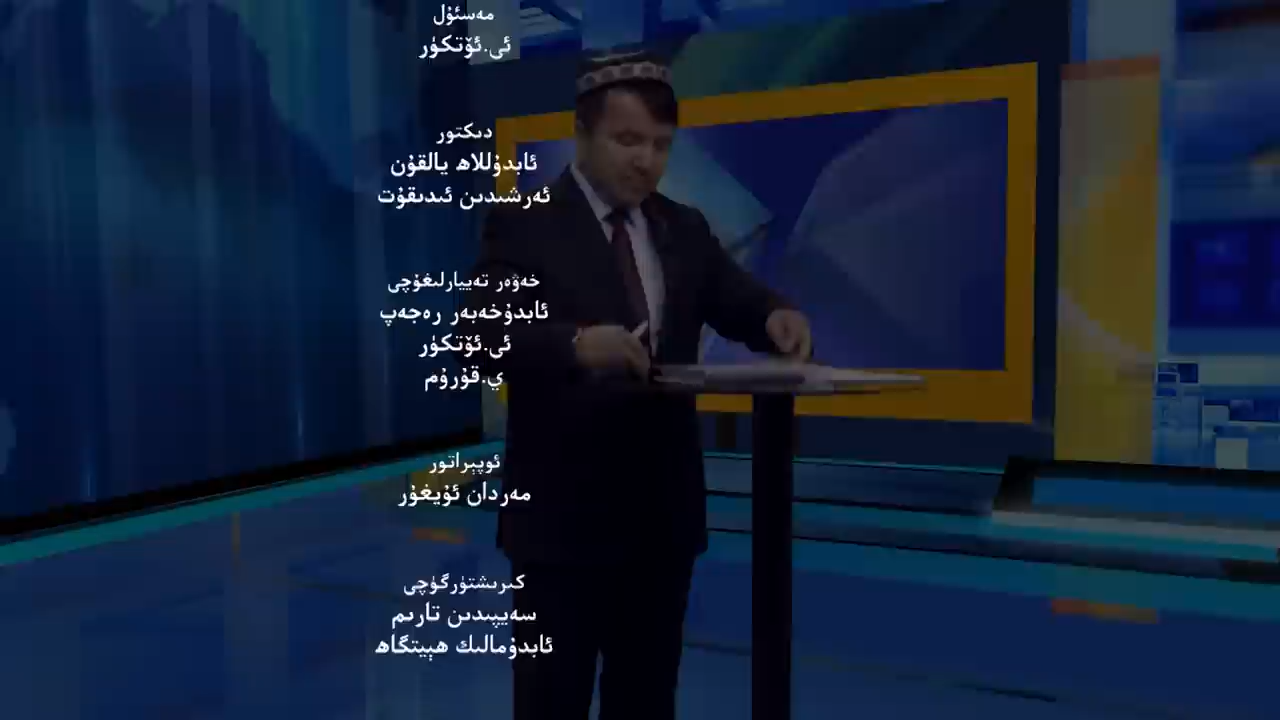 مەسئۇل
ئى.ئۆتكۈر
دىكتور
ئابدۇللاھ يالقۇن
ئەرشىدىن ئىدىقۇت
خەۋەر تەييارلىغۇچى
ئابدۇخەبەر رەجەپ
ئى.ئۆتكۈر
ي.قۇرۇم
ئوپېراتور
مەردان ئۇيغۇر
كىرىشتۈرگۈچى
سەيپىدىن تارىم
ئابدۇمالىك ھېيتگاھ